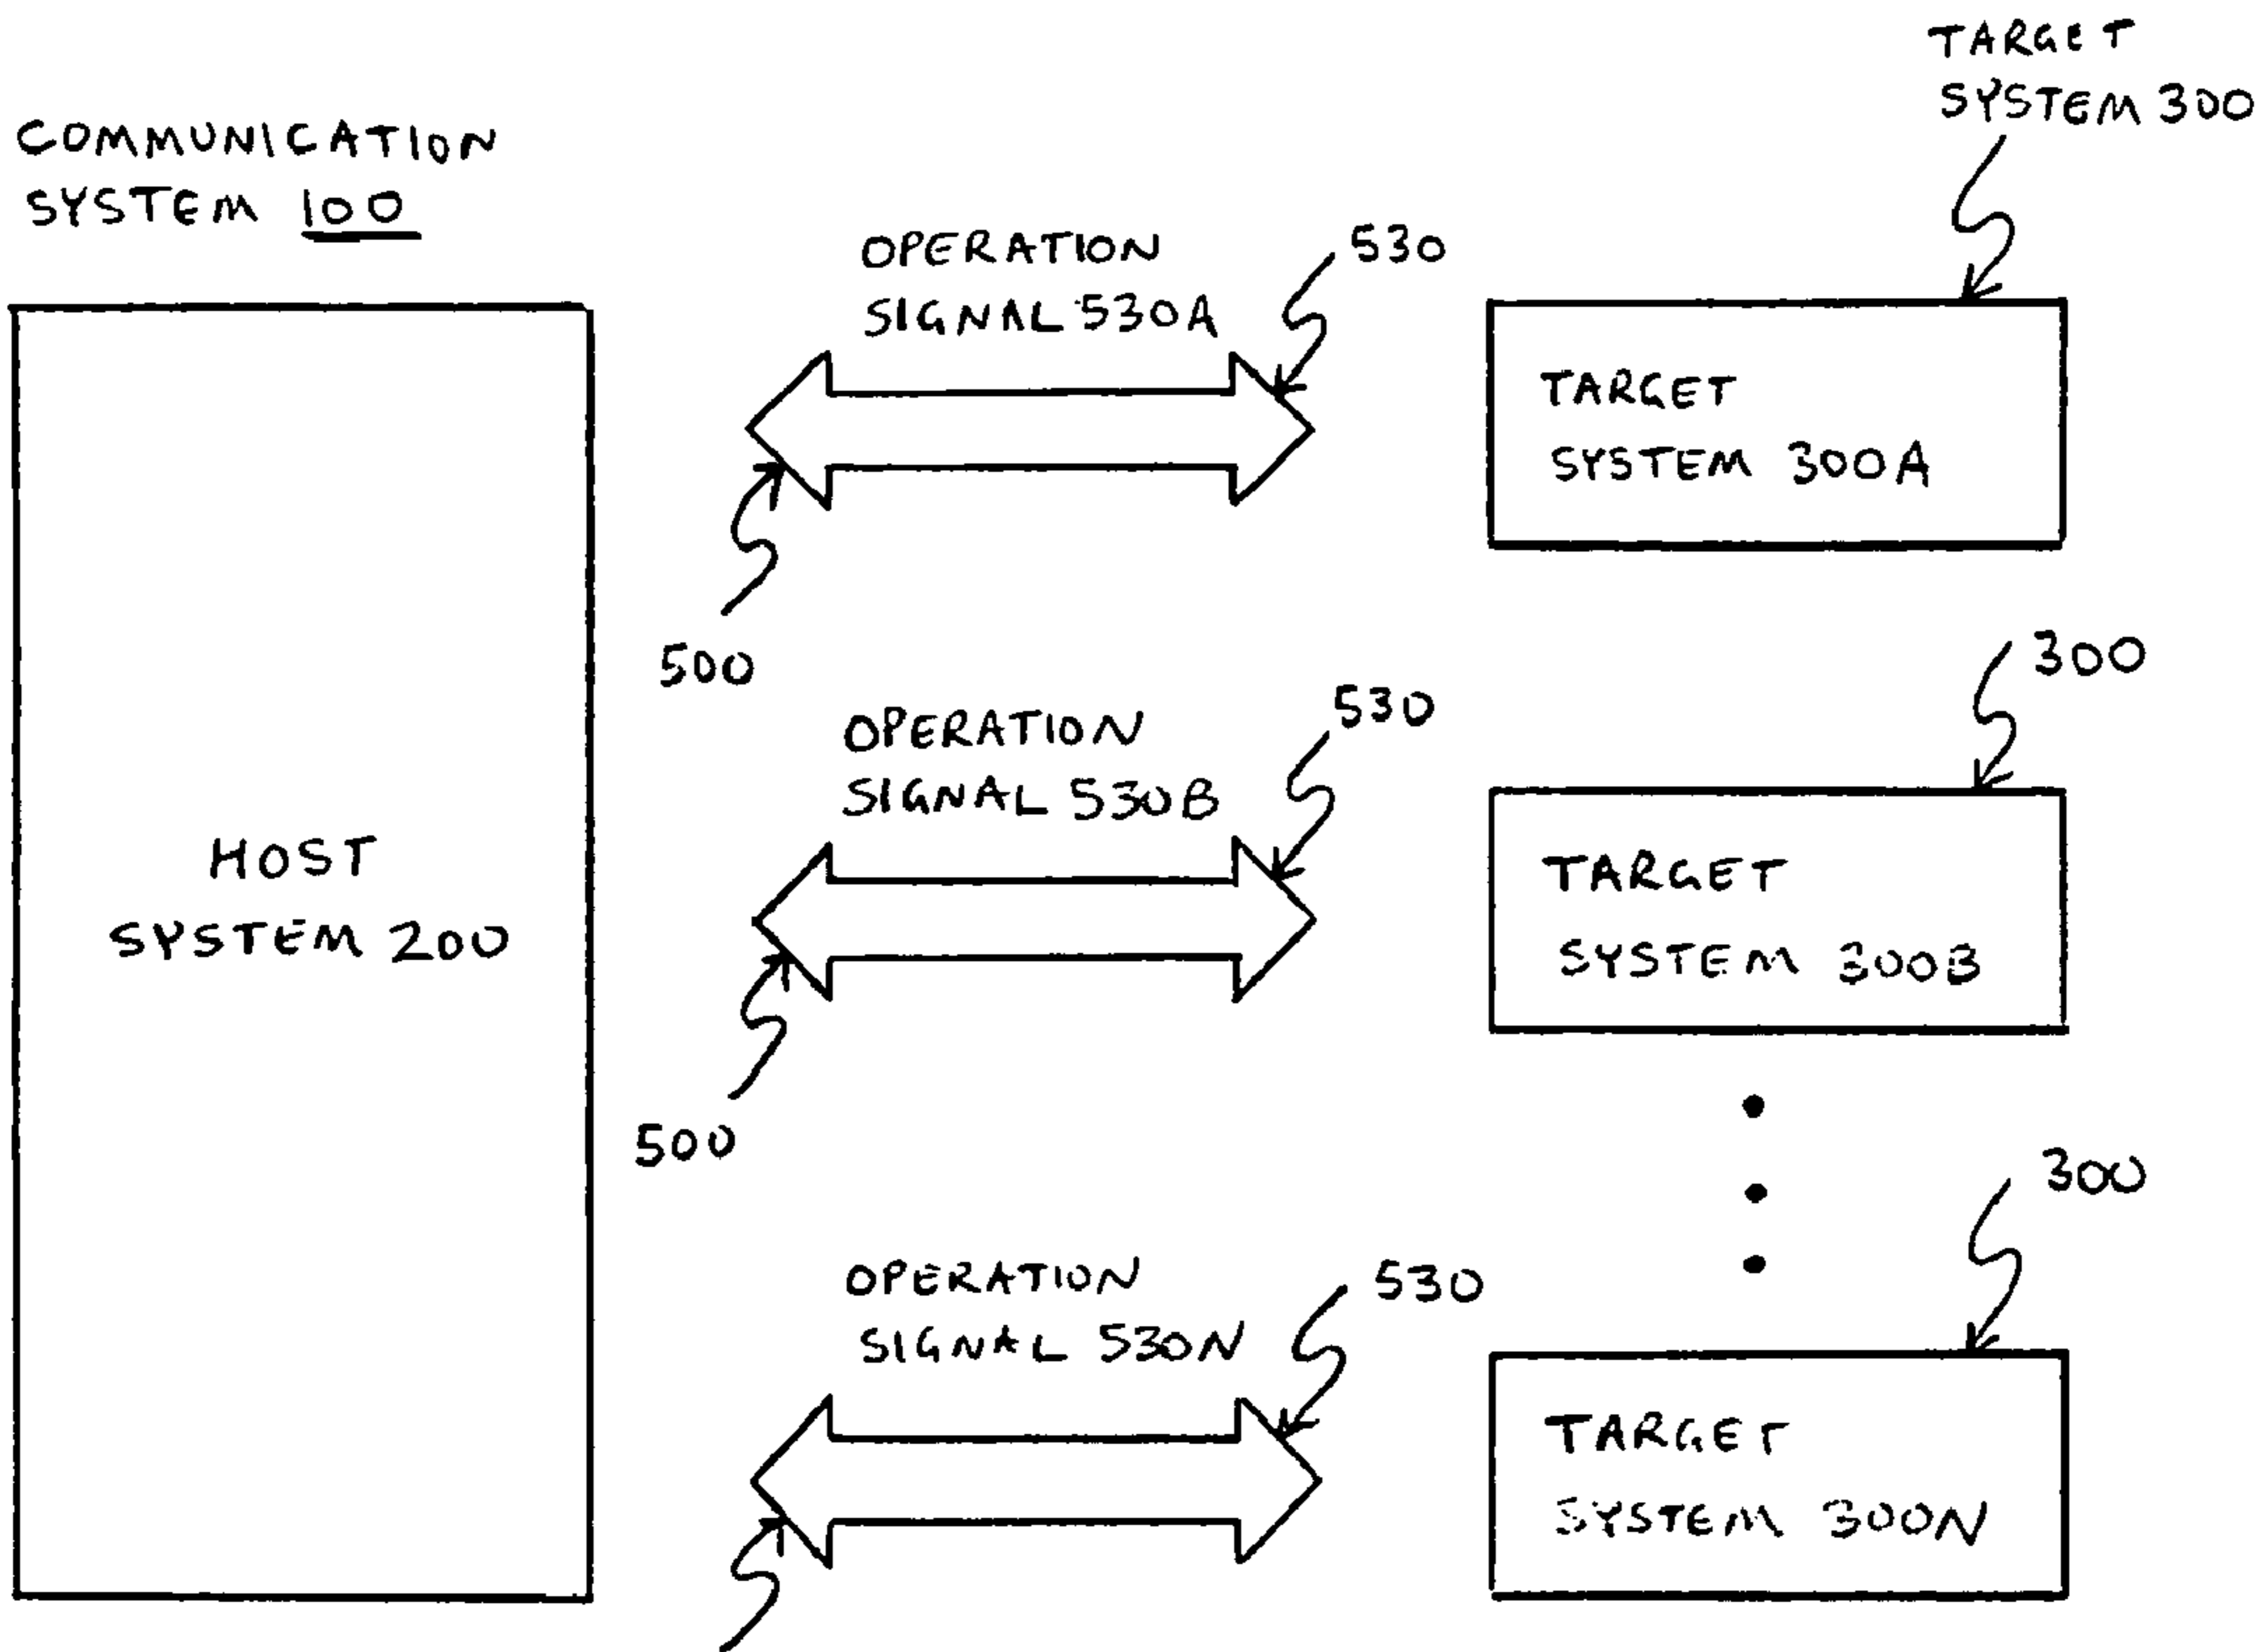 TARGET
SYSTEM 300
COMMUNICATION
SYSTEM 100
OPERATION
SIGNAL 530A
530
TARGET
SYSTEM 300A
500
300
OPERATION
SIGNAL 530B
530
HOST
SYSTEM 200
TARGET
SYSTEM 300B
500
300
OPERATION
SIGNAL 530N
530
TARGET
SYSTEM 300N